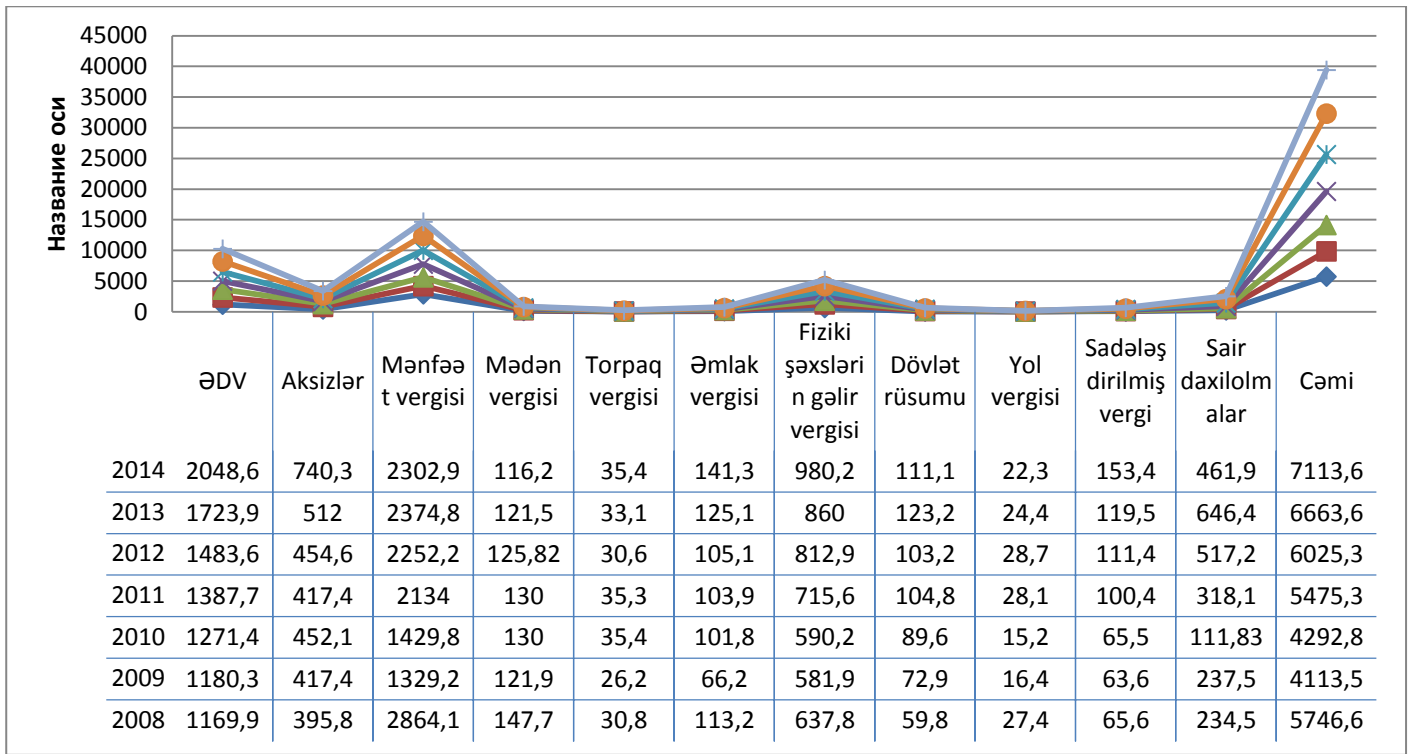 45000
40000
35000
30000
25000
20000
15000
10000
5000
0
Название оси
ƏDV
Aksizlər
Mənfəə
t vergisi
Mədən
vergisi
Torpaq
vergisi
Əmlak
vergisi
Fiziki
şəxsləri
n gəlir
vergisi
Dövlət
rüsumu
Yol
vergisi
Sadələş
dirilmiş
vergi
Sair
daxilolm
alar
Cəmi
2014 2048,6 740,3 2302,9 116,2 35,4 141,3 980,2 111,1 22,3 153,4 461,9 7113,6
2013 1723,9 512 2374,8 121,5 33,1 125,1 860 123,2 24,4 119,5 646,4 6663,6
2012 1483,6 454,6 2252,2 125,82 30,6 105,1 812,9 103,2 28,7 111,4 517,2 6025,3
2011 1387,7 417,4 2134 130 35,3 103,9 715,6 104,8 28,1 100,4 318,1 5475,3
2010 1271,4 452,1 1429,8 130 35,4 101,8 590,2 89,6 15,2 65,5 111,83 4292,8
2009 1180,3 417,4 1329,2 121,9 26,2 66,2 581,9 72,9 16,4 63,6 237,5 4113,5
2008 1169,9 395,8 2864,1 147,7 30,8 113,2 637,8 59,8 27,4 65,6 234,5 5746,6